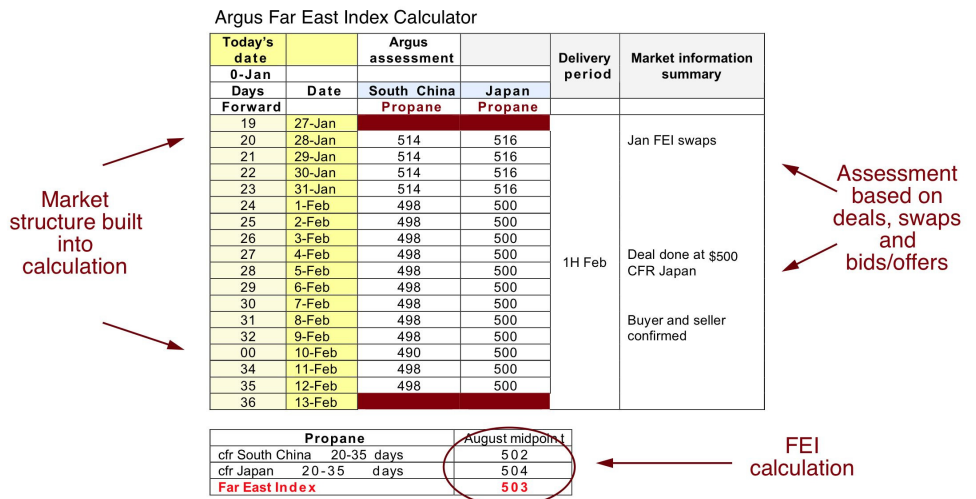 Argus Far East Index Calculator
Today's date
Argus assessment
Delivery period
Market information summary
0-Jan
Days Date South China Japan
Forward Propane Propane
19 27-Jan
20 28-Jan 514 516 Jan FEI swaps
21 29-Jan 514 516
22 30-Jan 514 516
23 31-Jan 514 516
24 1-Feb 498 500
25 2-Feb 498 500
26 3-Feb 498 500
27 4-Feb 498 500 1H Feb Deal done at $500
28 5-Feb 498 500 CFR Japan
29 6-Feb 498 500
30 7-Feb 498 500
31 8-Feb 498 500 Buyer and seller
32 9-Feb 498 500 confirmed
00 10-Feb 490 500
34 11-Feb 498 500
35 12-Feb 498 500
36 13-Feb
Market
structure built
into
calculation
Assessment
based on
deals, swaps
and
bids/offers
Propane August midpoint
cfr South China 20-35 days 502
cfr Japan 20-35 days 504
Far East Index 503
FEI
calculation